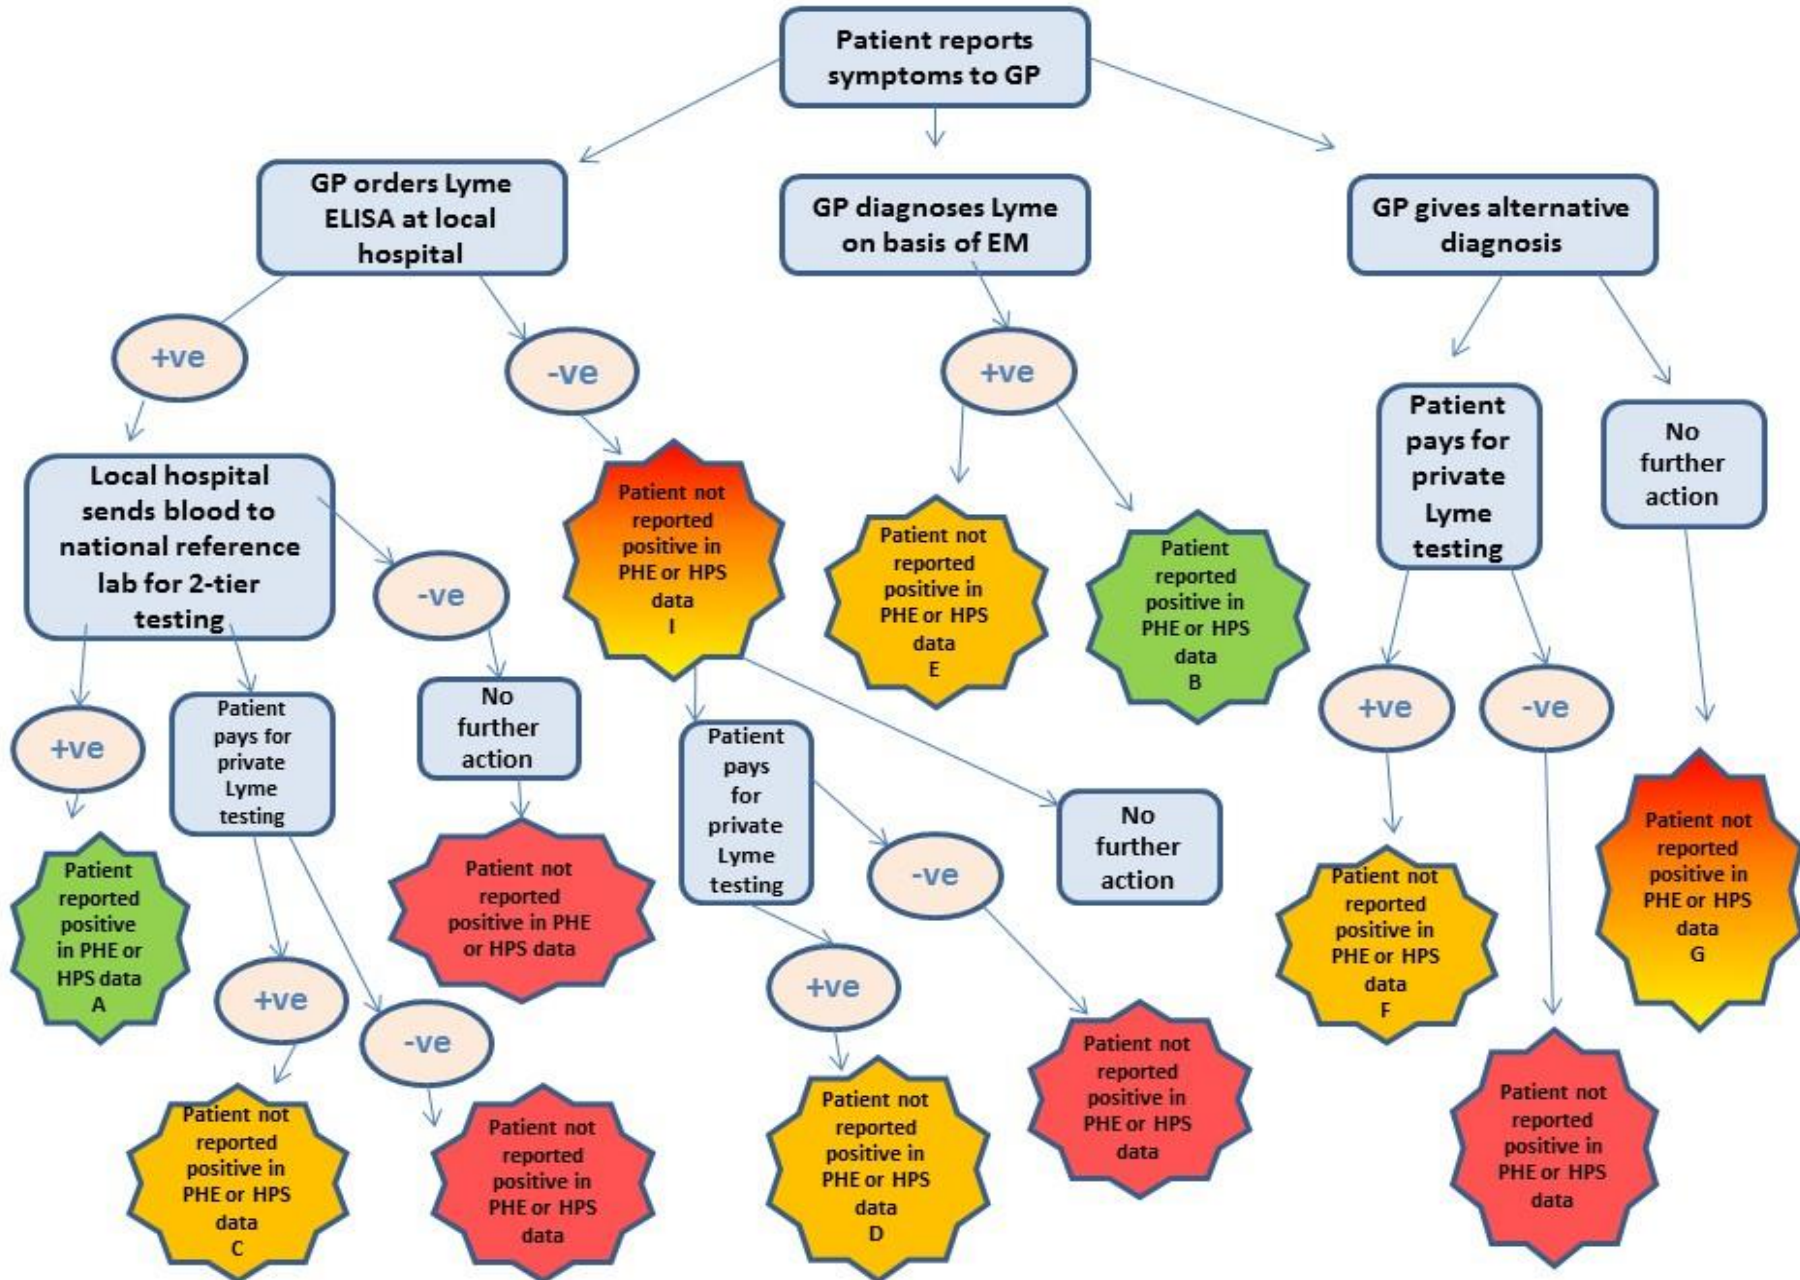 Patient reports
symptoms to GP
GP orders Lyme
ELISA at local
hospital
GP diagnoses Lyme
on basis of EM
GP gives alternative
diagnosis
+ve
-ve
+ve
Patient
pays for
private
Lyme
testing
No
further
action
Local hospital
sends blood to
national reference
lab for 2-tier
testing
-ve
Patient not
reported
positive in
PHE or HPS
data
I
Patient not
reported
positive in
PHE or HPS
data
E
Patient
reported
positive in
PHE or HPS
data
B
+ve
Patient
pays for
private
Lyme
testing
No
further
action
Patient
pays
for
private
Lyme
testing
No
further
action
+ve
-ve
Patient
reported
positive
in PHE or
HPS data
A
Patient not
reported
positive in PHE
or HPS data
-ve
Patient not
reported
positive in
PHE or HPS
data
F
Patient not
reported
positive in
PHE or HPS
data
G
+ve
-ve
+ve
Patient not
reported
positive in
PHE or HPS
data
C
Patient not
reported
positive in
PHE or HPS
data
Patient not
reported
positive in
PHE or HPS
data
D
Patient not
reported
positive in
PHE or HPS
data
Patient not
reported
positive in
PHE or HPS
data